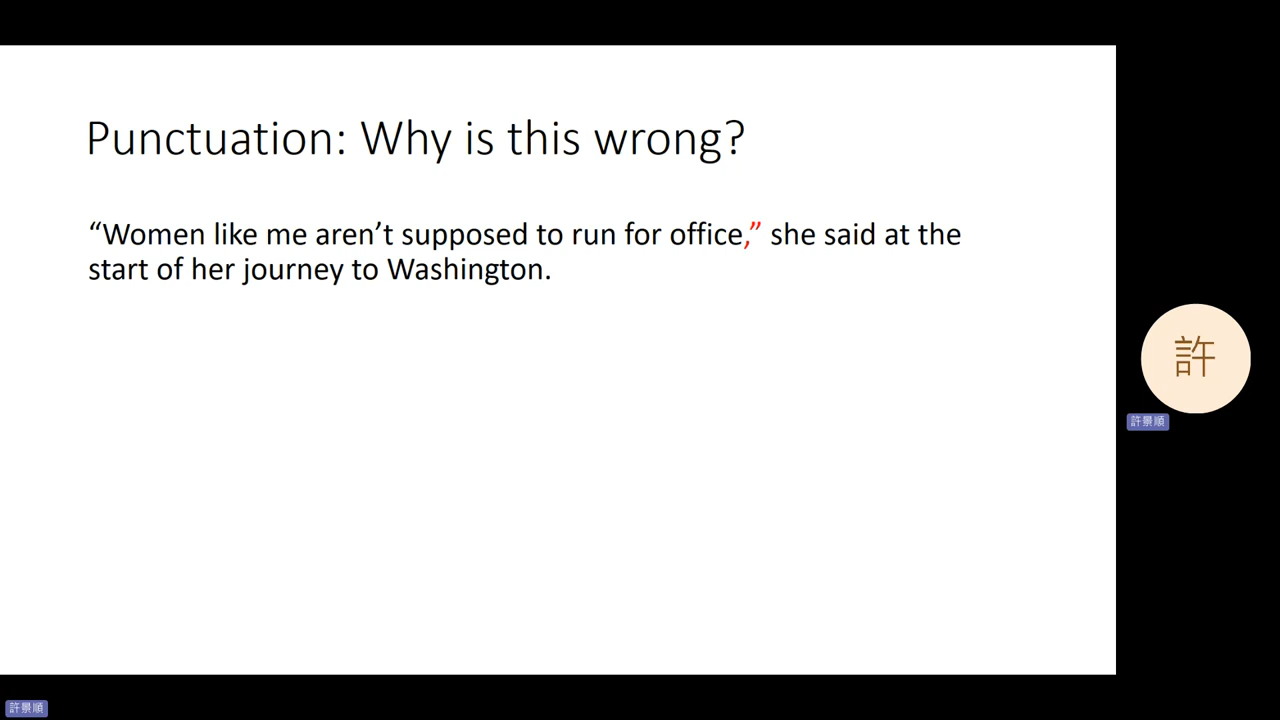 Punctuation: Why is this wrong?
“Women like me aren’t supposed to run for office,” she said at the
start of her journey to Washington.
許
許景順
許景順